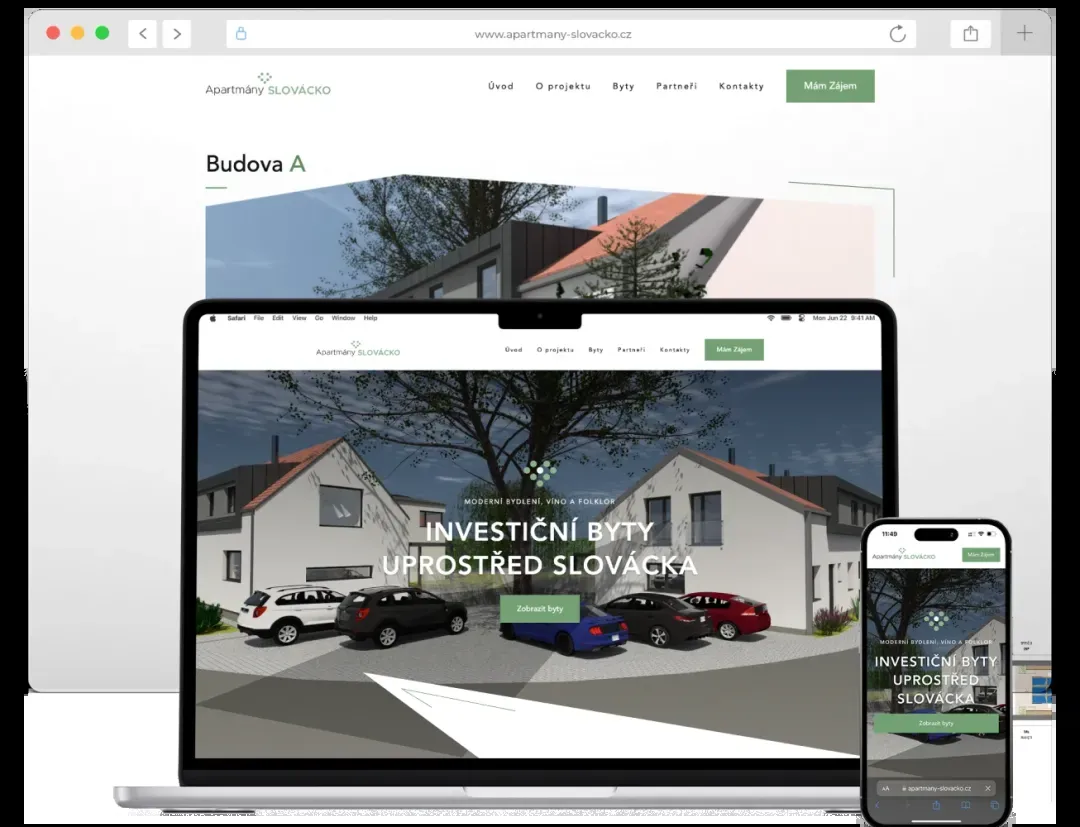 www.apartmany-slovacko.cz
Apartmány SLOVÁCKO
Úvod O projektu Byty Partneři Kontakty Mám Zájem
Budova A
Safari File Edit View Go Window Help Mon Jun 22 9:41 AM
Apartmány SLOVÁCKO
Úvod O projektu Byty Partneři Kontakty Mám Zájem
MODERNÍ BYDLENÍ, VÍNO A FOLKLOR
INVESTIČNÍ BYTY
UPROSTŘED SLOVÁCKA
Zobrazit byty
11:49
Apartmány SLOVÁCKO Mám Zájem
MODERNÍ BYDLENÍ, VÍNO A FOLKLOR
INVESTIČNÍ BYTY
UPROSTŘED
SLOVÁCKA
Zobrazit byty
AA apartmany-slovacko.cz